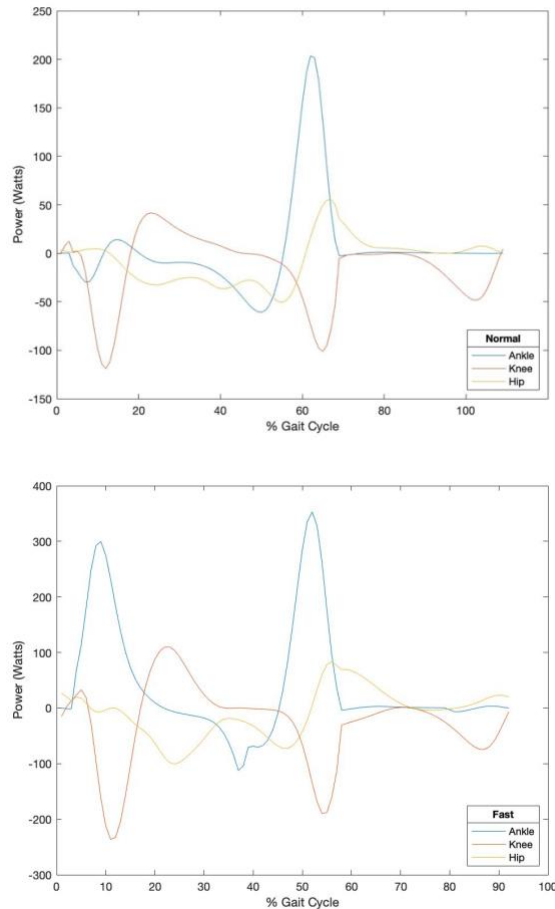 250
200
150
100
50
0
-50
-100
-150
Power (Watts)
0 20 40 60 80 100
% Gait Cycle
Normal
Ankle
Knee
Hip
400
300
200
100
0
-100
-200
-300
Power (Watts)
0 10 20 30 40 50 60 70 80 90 100
% Gait Cycle
Fast
Ankle
Knee
Hip